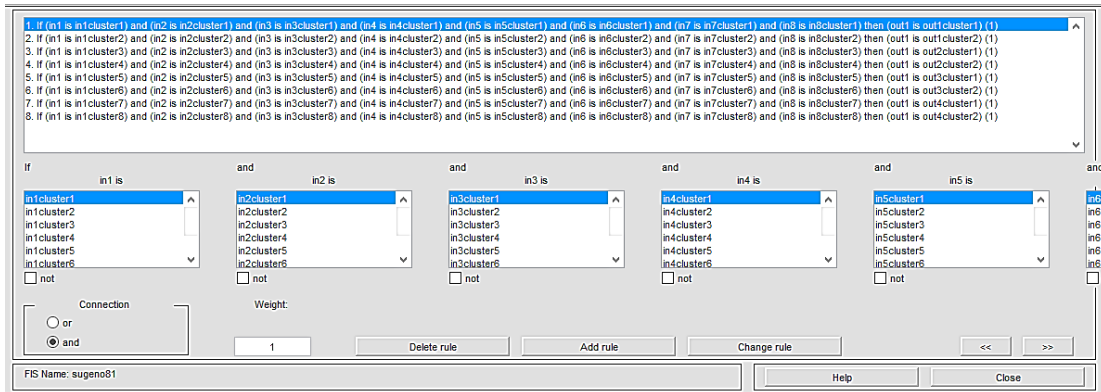 1. If (in1 is in1cluster1) and (in2 is in2cluster1) and (in3 is in3cluster1) and (in4 is in4cluster1) and (in5 is in5cluster1) and (in6 is in6cluster1) and (in7 is in7cluster1) and (in8 is in8cluster1) then (out1 is out1cluster1) (1)
2. If (in1 is in1cluster2) and (in2 is in2cluster2) and (in3 is in3cluster2) and (in4 is in4cluster2) and (in5 is in5cluster2) and (in6 is in6cluster2) and (in7 is in7cluster2) and (in8 is in8cluster2) then (out1 is out1cluster2) (1)
3. If (in1 is in1cluster3) and (in2 is in2cluster3) and (in3 is in3cluster3) and (in4 is in4cluster3) and (in5 is in5cluster3) and (in6 is in6cluster3) and (in7 is in7cluster3) and (in8 is in8cluster3) then (out1 is out2cluster1) (1)
4. If (in1 is in1cluster4) and (in2 is in2cluster4) and (in3 is in3cluster4) and (in4 is in4cluster4) and (in5 is in5cluster4) and (in6 is in6cluster4) and (in7 is in7cluster4) and (in8 is in8cluster4) then (out1 is out2cluster2) (1)
5. If (in1 is in1cluster5) and (in2 is in2cluster5) and (in3 is in3cluster5) and (in4 is in4cluster5) and (in5 is in5cluster5) and (in6 is in6cluster5) and (in7 is in7cluster5) and (in8 is in8cluster5) then (out1 is out3cluster1) (1)
6. If (in1 is in1cluster6) and (in2 is in2cluster6) and (in3 is in3cluster6) and (in4 is in4cluster6) and (in5 is in5cluster6) and (in6 is in6cluster6) and (in7 is in7cluster6) and (in8 is in8cluster6) then (out1 is out3cluster2) (1)
7. If (in1 is in1cluster7) and (in2 is in2cluster7) and (in3 is in3cluster7) and (in4 is in4cluster7) and (in5 is in5cluster7) and (in6 is in6cluster7) and (in7 is in7cluster7) and (in8 is in8cluster7) then (out1 is out4cluster1) (1)
8. If (in1 is in1cluster8) and (in2 is in2cluster8) and (in3 is in3cluster8) and (in4 is in4cluster8) and (in5 is in5cluster8) and (in6 is in6cluster8) and (in7 is in7cluster8) and (in8 is in8cluster8) then (out1 is out4cluster2) (1)
If and and and and and
in1 is in2 is in3 is in4 is in5 is
in1cluster1 in2cluster1 in3cluster1 in4cluster1 in5cluster1 in6
in1cluster2 in2cluster2 in3cluster2 in4cluster2 in5cluster2 in6
in1cluster3 in2cluster3 in3cluster3 in4cluster3 in5cluster3 in6
in1cluster4 in2cluster4 in3cluster4 in4cluster4 in5cluster4 in6
in1cluster5 in2cluster5 in3cluster5 in4cluster5 in5cluster5 in6
in1cluster6 in2cluster6 in3cluster6 in4cluster6 in5cluster6 in6
not not not not not
Connection Weight:
or
and 1 Delete rule Add rule Change rule << >>
FIS Name: sugeno81 Help Close